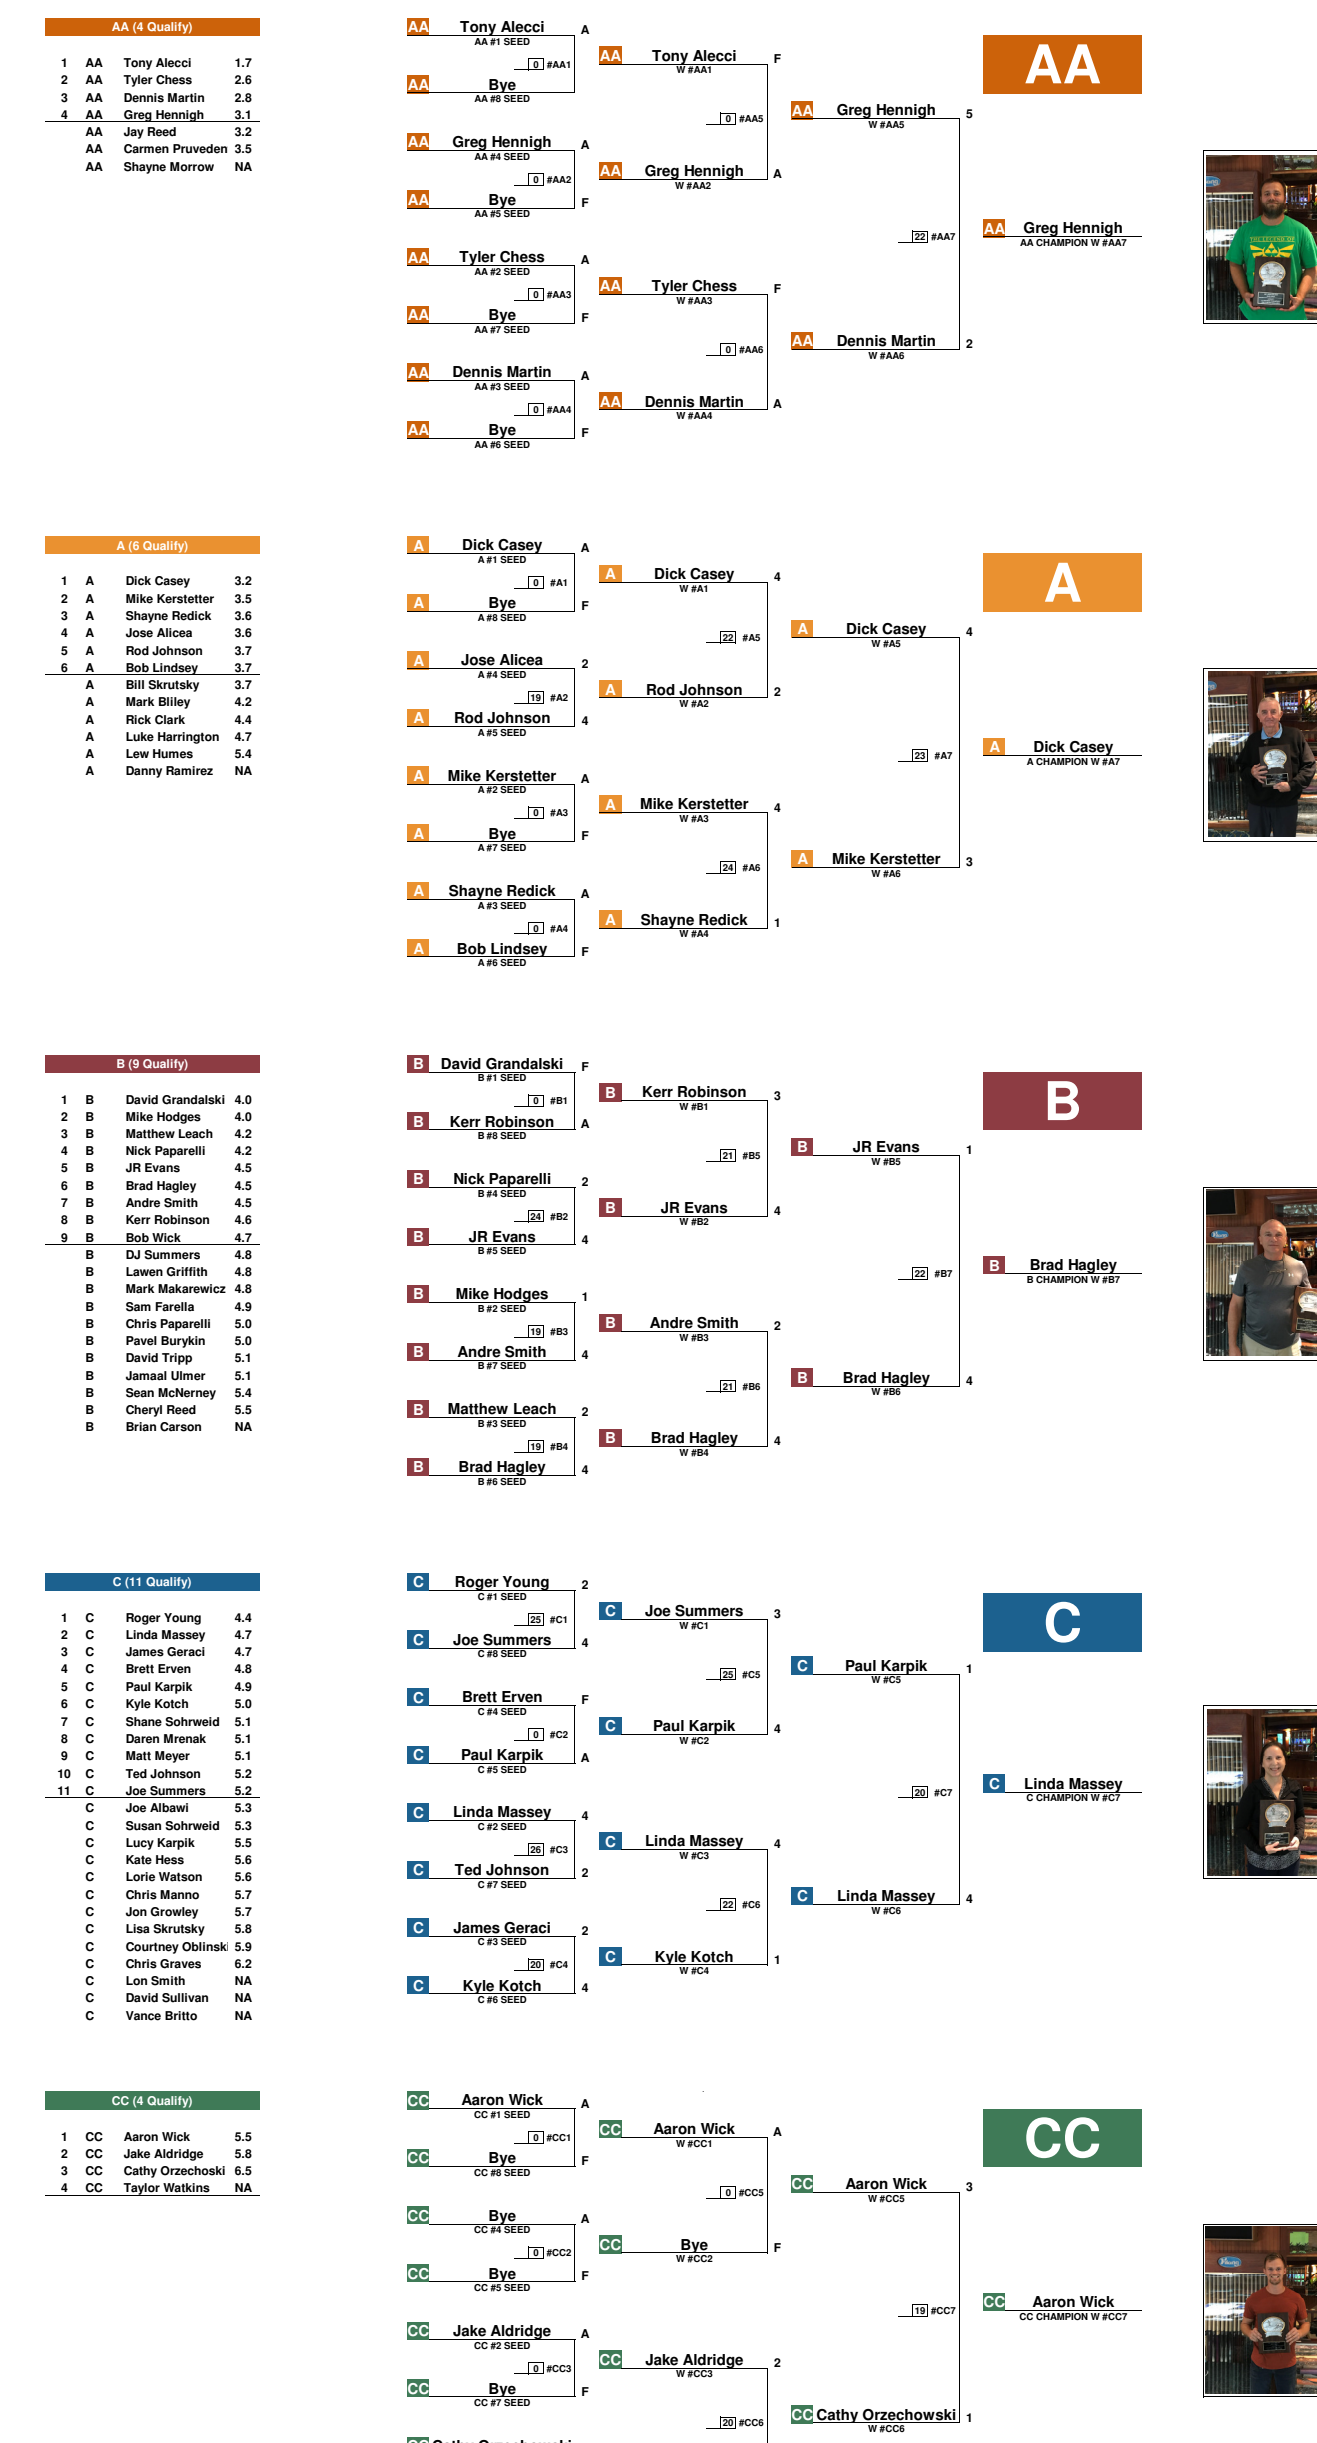 AA (4 Qualify)
1 AA Tony Alecci 1.7
2 AA Tyler Chess 2.6
3 AA Dennis Martin 2.8
4 AA Greg Hennigh 3.1
AA Jay Reed 3.2
AA Carmen Pruveden 3.5
AA Shayne Morrow NA
AA Tony Alecci A
AA #1 SEED
0 #AA1
AA Bye
AA #8 SEED
AA Greg Hennigh A
AA #4 SEED
0 #AA2
AA Bye F
AA #5 SEED
AA Tyler Chess A
AA #2 SEED
0 #AA3
AA Bye F
AA #7 SEED
AA Dennis Martin A
AA #3 SEED
0 #AA4
AA Bye F
AA #6 SEED
AA Tony Alecci F
W #AA1
0 #AA5
AA Greg Hennigh A
W #AA2
AA Tyler Chess F
W #AA3
0 #AA6
AA Dennis Martin A
W #AA4
AA Greg Hennigh 5
W #AA5
22 #AA7
AA Dennis Martin 2
W #AA6
AA
AA Greg Hennigh
AA CHAMPION W #AA7
A (6 Qualify)
1 A Dick Casey 3.2
2 A Mike Kerstetter 3.5
3 A Shayne Redick 3.6
4 A Jose Alicea 3.6
5 A Rod Johnson 3.7
6 A Bob Lindsey 3.7
A Bill Skrutsky 3.7
A Mark Bliley 4.2
A Rick Clark 4.4
A Luke Harrington 4.7
A Lew Humes 5.4
A Danny Ramirez NA
A Dick Casey A
A #1 SEED
0 #A1
A Bye F
A #8 SEED
A Jose Alicea 2
A #4 SEED
19 #A2
A Rod Johnson 4
A #5 SEED
A Mike Kerstetter A
A #2 SEED
0 #A3
A Bye F
A #7 SEED
A Shayne Redick A
A #3 SEED
0 #A4
A Bob Lindsey F
A #6 SEED
A Dick Casey 4
W #A1
22 #A5
A Rod Johnson 2
W #A2
A Mike Kerstetter 4
W #A3
24 #A6
A Shayne Redick 1
W #A4
A Dick Casey 4
W #A5
23 #A7
A Mike Kerstetter 3
W #A6
A
A Dick Casey
A CHAMPION W #A7
B (9 Qualify)
1 B David Grandalski 4.0
2 B Mike Hodges 4.0
3 B Matthew Leach 4.2
4 B Nick Paparelli 4.2
5 B JR Evans 4.5
6 B Brad Hagley 4.5
7 B Andre Smith 4.5
8 B Kerr Robinson 4.6
9 B Bob Wick 4.7
B DJ Summers 4.8
B Lawen Griffith 4.8
B Mark Makarewicz 4.8
B Sam Farella 4.9
B Chris Paparelli 5.0
B Pavel Burykin 5.0
B David Tripp 5.1
B Jamaal Ulmer 5.1
B Sean McNerney 5.4
B Cheryl Reed 5.5
B Brian Carson NA
B David Grandalski F
B #1 SEED
0 #B1
B Kerr Robinson A
B #8 SEED
B Nick Paparelli 2
B #4 SEED
24 #B2
B JR Evans 4
B #5 SEED
B Mike Hodges 1
B #2 SEED
19 #B3
B Andre Smith 4
B #7 SEED
B Matthew Leach 2
B #3 SEED
19 #B4
B Brad Hagley 4
B #6 SEED
B Kerr Robinson 3
W #B1
21 #B5
B JR Evans 4
W #B2
B Andre Smith 2
W #B3
21 #B6
B Brad Hagley 4
W #B4
B JR Evans 1
W #B5
22 #B7
B Brad Hagley 4
W #B6
B
B Brad Hagley
B CHAMPION W #B7
C (11 Qualify)
1 C Roger Young 4.4
2 C Linda Massey 4.7
3 C James Geraci 4.7
4 C Brett Erven 4.8
5 C Paul Karpik 4.9
6 C Kyle Kotch 5.0
7 C Shane Sohrweid 5.1
8 C Daren Mrenak 5.1
9 C Matt Meyer 5.1
10 C Ted Johnson 5.2
11 C Joe Summers 5.2
C Joe Albawi 5.3
C Susan Sohrweid 5.3
C Lucy Karpik 5.5
C Kate Hess 5.6
C Lorie Watson 5.6
C Chris Manno 5.7
C Jon Growley 5.7
C Lisa Skrutsky 5.8
C Courtney Oblinski 5.9
C Chris Graves 6.2
C Lon Smith NA
C David Sullivan NA
C Vance Britto NA
C Roger Young 2
C #1 SEED
25 #C1
C Joe Summers 4
C #8 SEED
C Brett Erven F
C #4 SEED
0 #C2
C Paul Karpik A
C #5 SEED
C Linda Massey 4
C #2 SEED
26 #C3
C Ted Johnson 2
C #7 SEED
C James Geraci 2
C #3 SEED
20 #C4
C Kyle Kotch 4
C #6 SEED
C Joe Summers 3
W #C1
25 #C5
C Paul Karpik 4
W #C2
C Linda Massey 4
W #C3
22 #C6
C Kyle Kotch 1
W #C4
C Paul Karpik 1
W #C5
20 #C7
C Linda Massey 4
W #C6
C
C Linda Massey
C CHAMPION W #C7
CC (4 Qualify)
1 CC Aaron Wick 5.5
2 CC Jake Aldridge 5.8
3 CC Cathy Orzechoski 6.5
4 CC Taylor Watkins NA
CC Aaron Wick A
CC #1 SEED
0 #CC1
CC Bye F
CC #8 SEED
CC Bye A
CC #4 SEED
0 #CC2
CC Bye F
CC #5 SEED
CC Jake Aldridge A
CC #2 SEED
0 #CC3
CC Bye F
CC #7 SEED
CC Aaron Wick A
W #CC1
0 #CC5
CC Bye F
W #CC2
CC Jake Aldridge 2
W #CC3
20 #CC6
CC Aaron Wick 3
W #CC5
19 #CC7
CC Cathy Orzechowski 1
W #CC6
CC
CC Aaron Wick
CC CHAMPION W #CC7